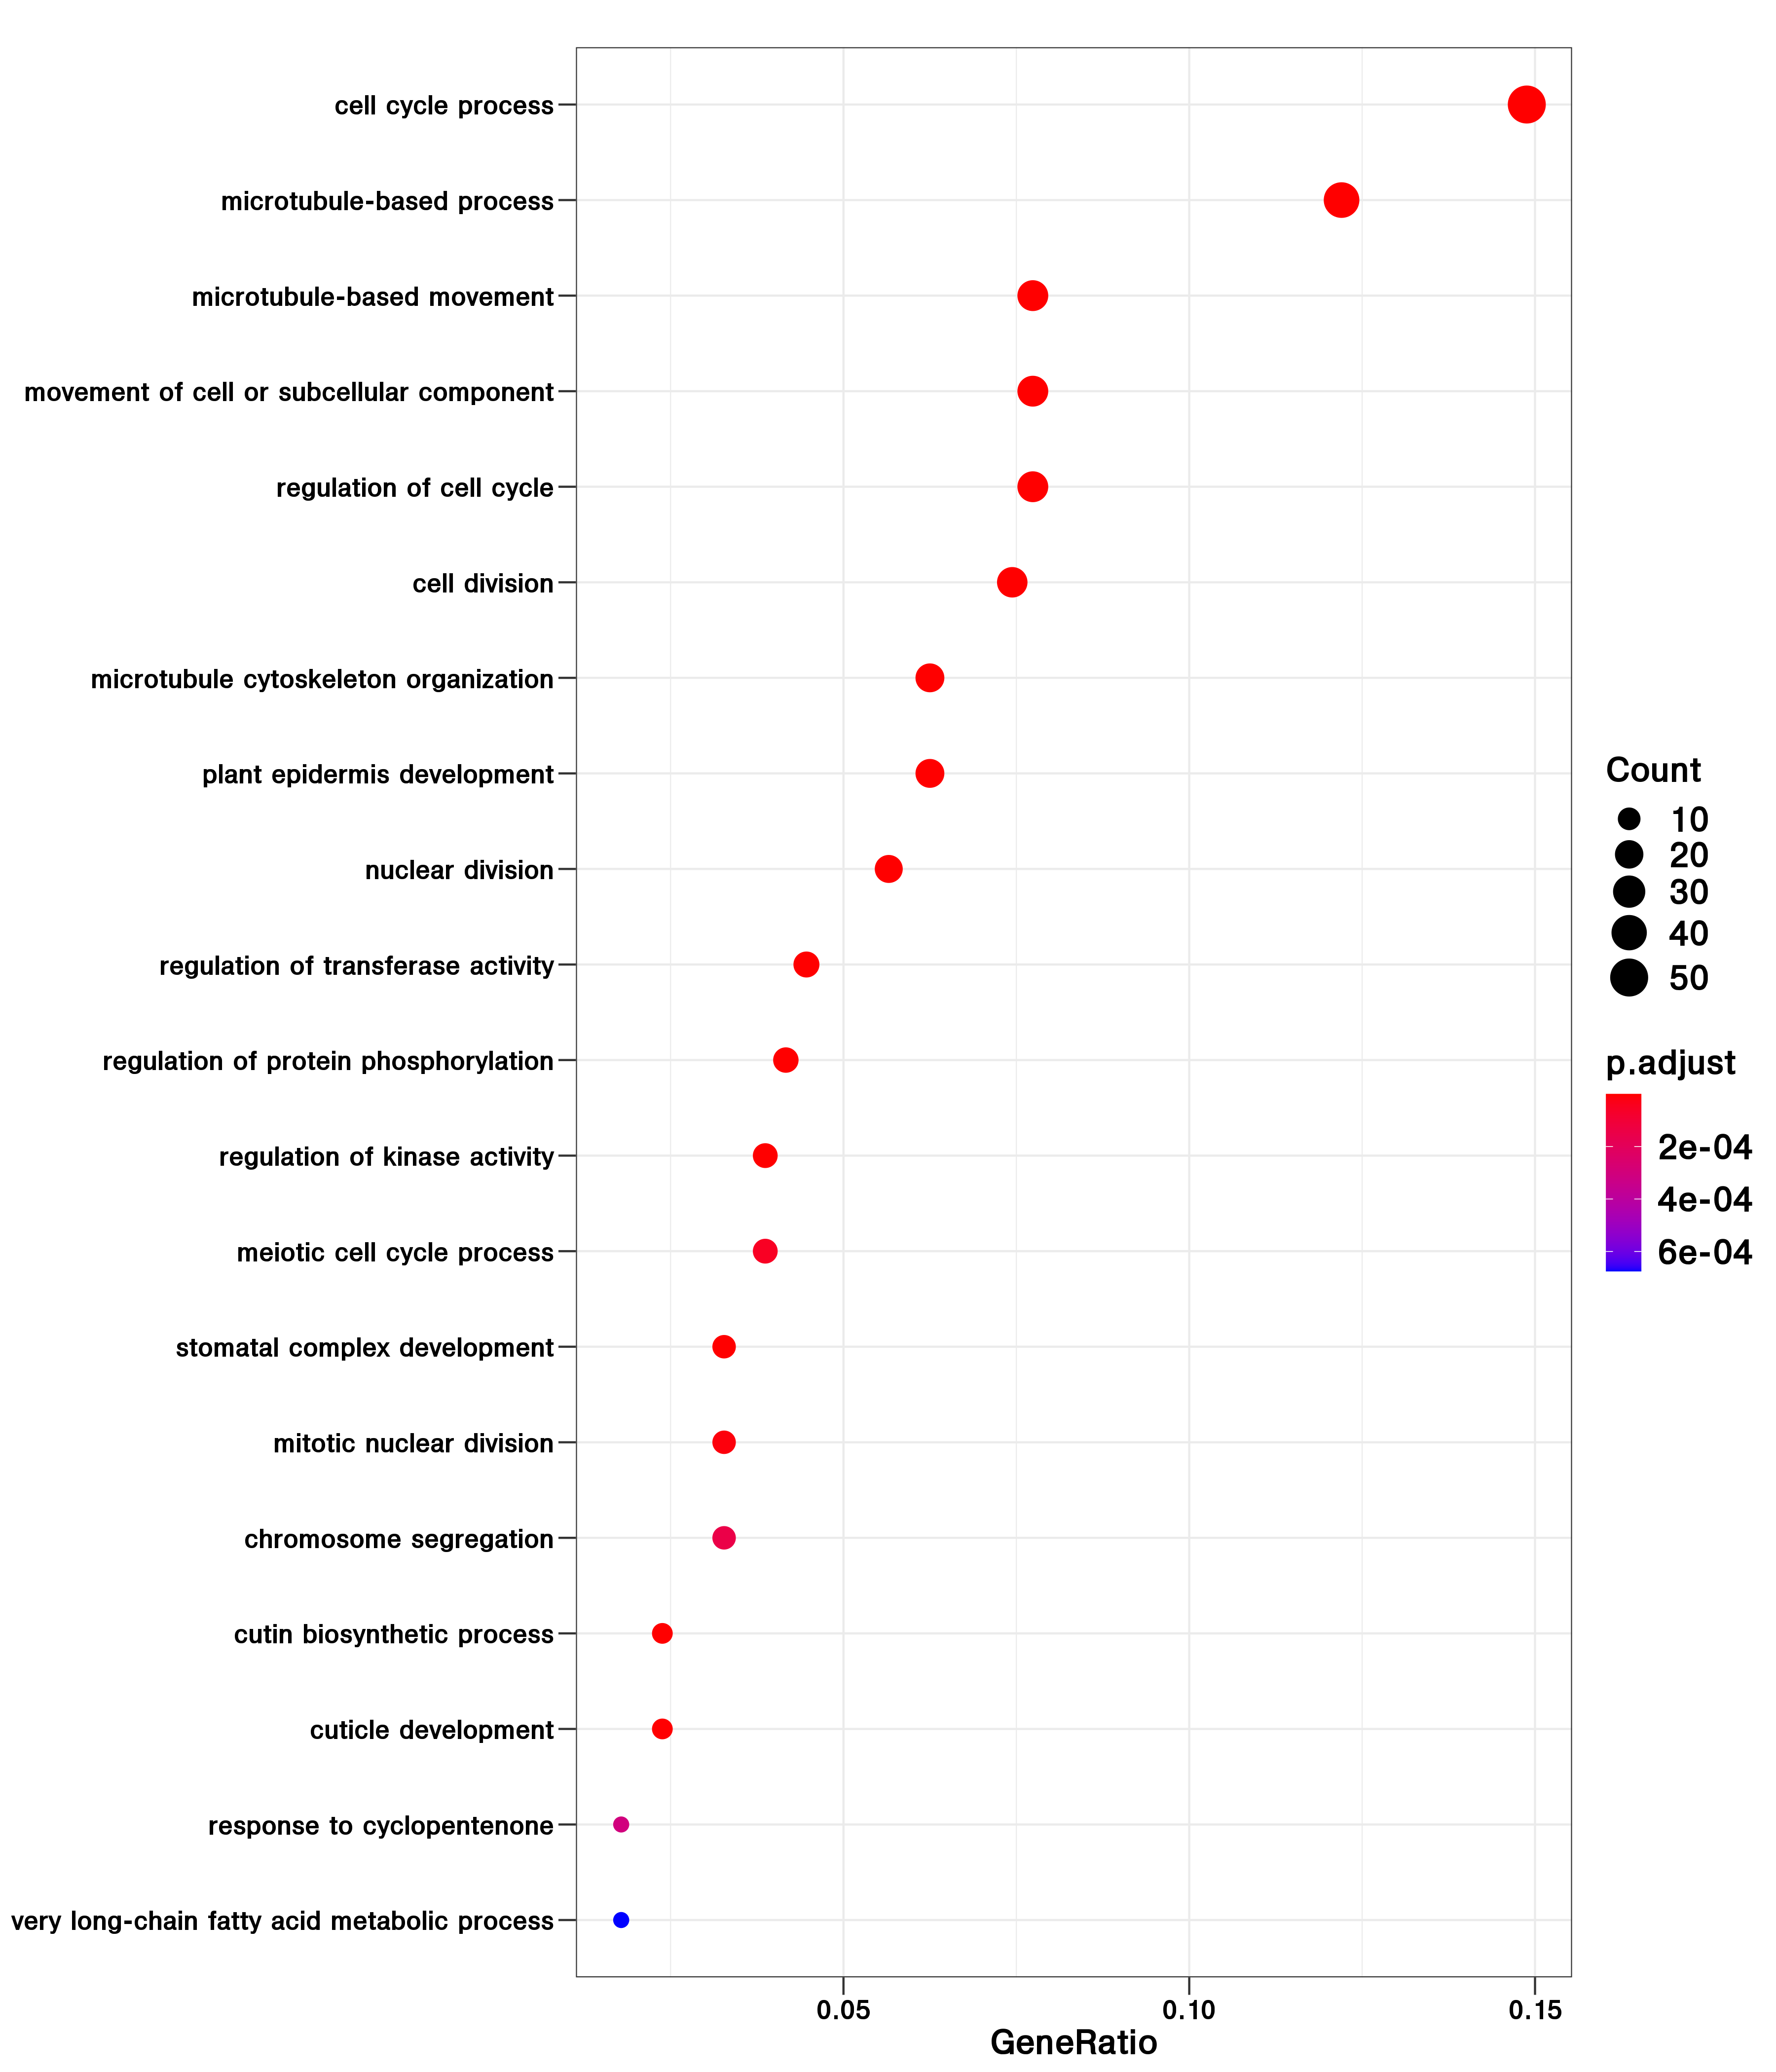 cell cycle process
microtubule-based process
microtubule-based movement
movement of cell or subcellular component
regulation of cell cycle
cell division
microtubule cytoskeleton organization
plant epidermis development
nuclear division
regulation of transferase activity
regulation of protein phosphorylation
regulation of kinase activity
meiotic cell cycle process
stomatal complex development
mitotic nuclear division
chromosome segregation
cutin biosynthetic process
cuticle development
response to cyclopentenone
very long-chain fatty acid metabolic process
0.05
0.10
0.15
GeneRatio
Count
10
20
30
40
50
p.adjust
2e-04
4e-04
6e-04